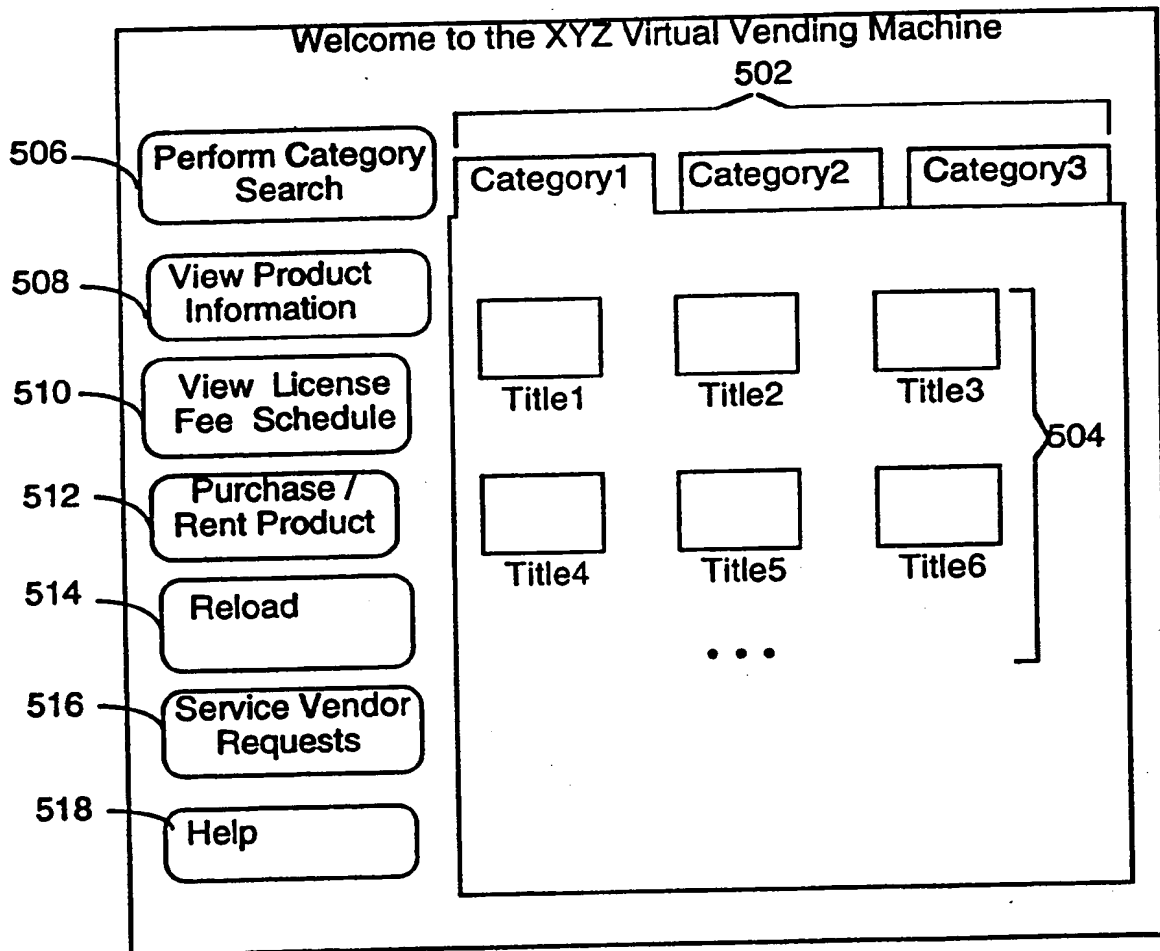 Welcome to the XYZ Virtual Vending Machine
502
506
Perform Category
Search
Category1
Category2
Category3
508
View Product
Information
510
View License
Fee Schedule
Title1
Title2
Title3
504
512
Purchase /
Rent Product
Title4
Title5
Title6
514
Reload
...
516
Service Vendor
Requests
518
Help